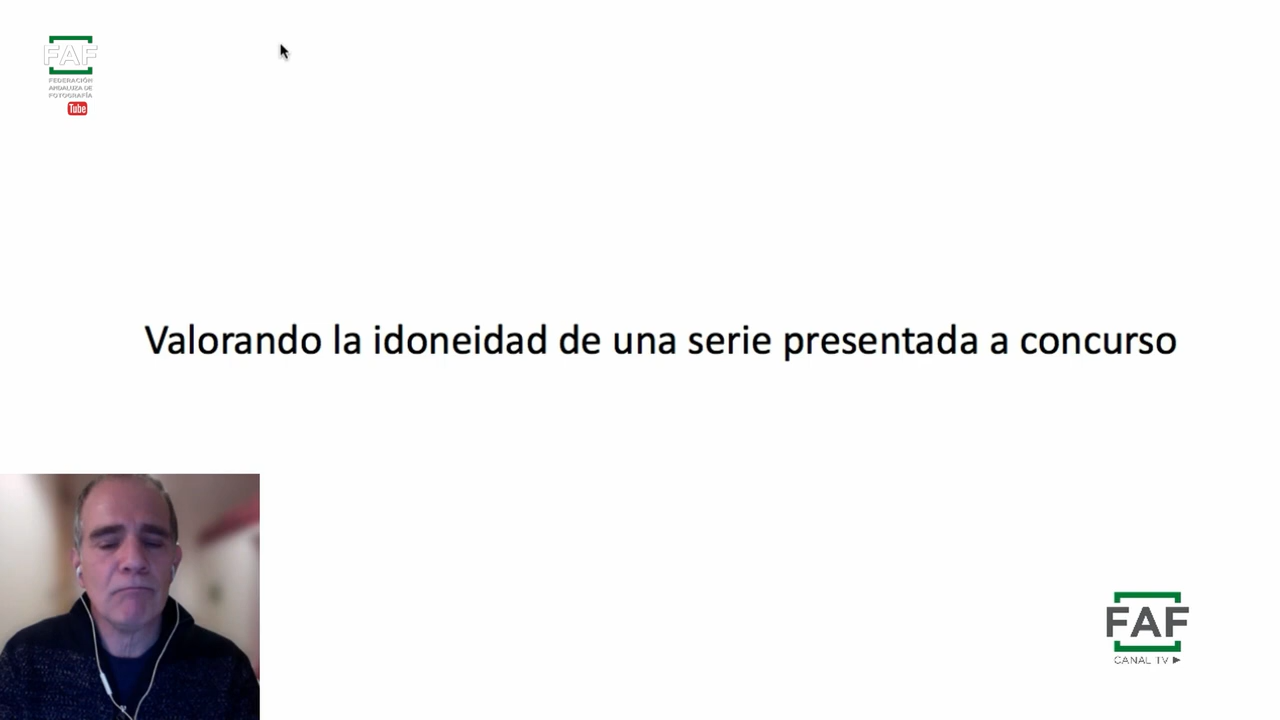 FAF
FEDERACIÓN
ANDALUZA DE
FOTOGRAFÍA
Tube
Valorando la idoneidad de una serie presentada a concurso
FAF
CANAL TV